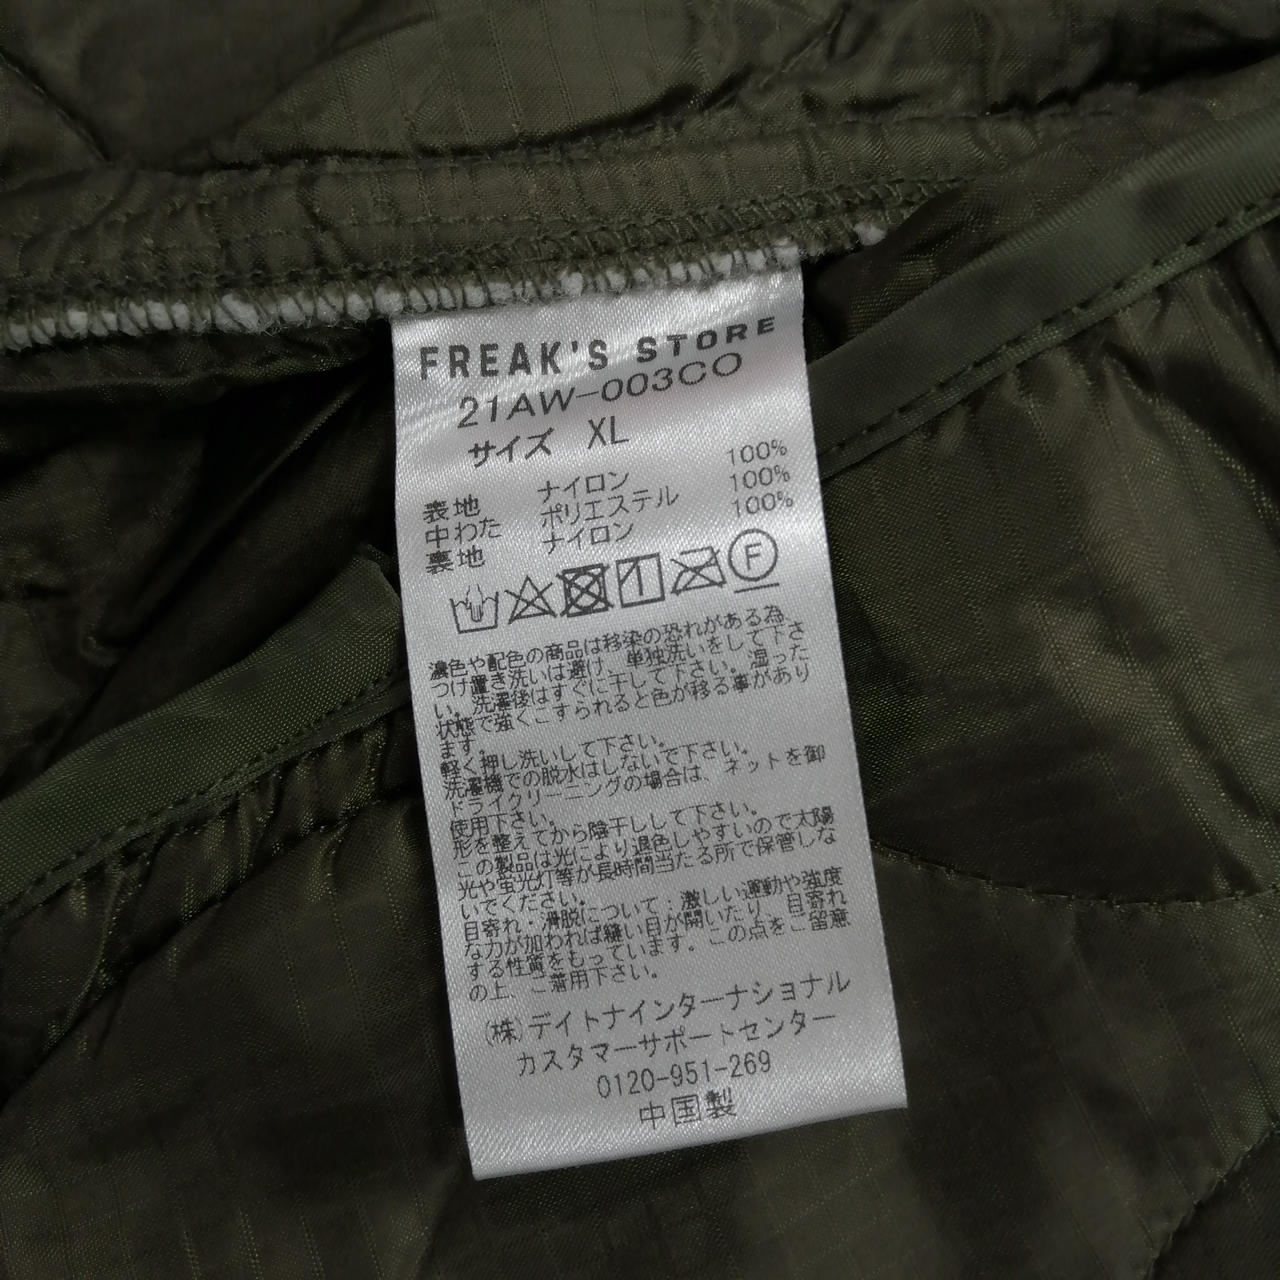 FREAK'S STORE
21AW-003CO
サイズ XL
表地 ナイロン 100%
中わた ポリエステル 100%
裏地 ナイロン 100%
F
濃色や配色の商品は移染の恐れがある為、
つけ置き洗いは避け、単独洗いをして下さ
い。洗濯後はすぐに干して下さい。湿った
状態で強くこすられると色が移る事があり
ます。
軽く押し洗いして下さい。
洗濯機での脱水はしないで下さい。
ドライクリーニングの場合は、ネットを御
使用下さい。
形を整えてから陰干しして下さい。
この製品は光により退色しやすいので太陽
光や蛍光灯等が長時間当たる所で保管しな
いでください。
目寄れ・滑脱について：激しい運動や強度
な力が加われば縫い目が開いたり、目寄れ
する性質をもっています。この点をご留意
の上、ご着用下さい。
(株)デイトナインターナショナル
カスタマーサポートセンター
0120-951-269
中国製